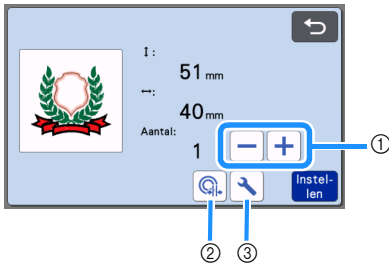 ↕:
51 mm
↔:
40 mm
Aantal:
1
− +
①
Instel-
len
② ③